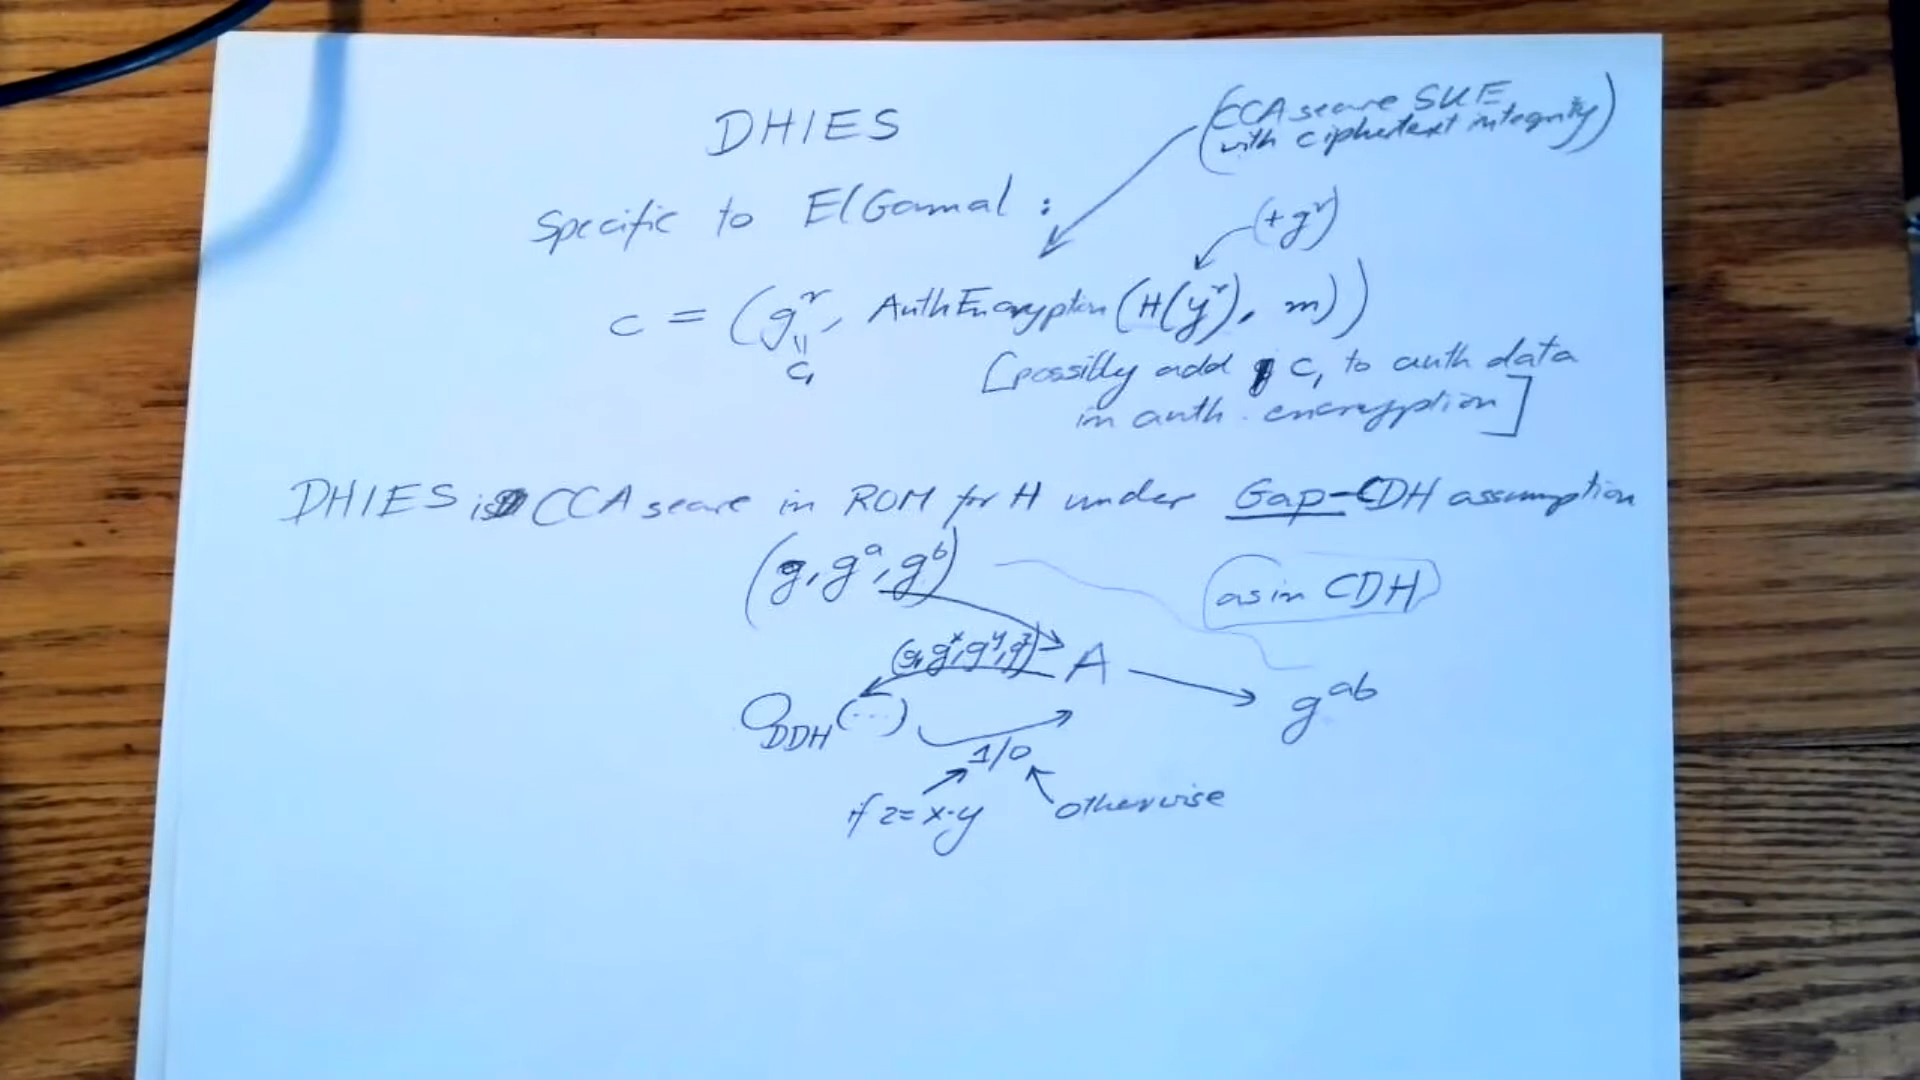 DHIES
(CCA secure SKE
with ciphertext integrity)
Specific to ElGamal :
(+g^r)
c = (g^r, AuthEncryption(H(y^r), m))
=
c₁
[possibly add c₁ to auth data
in auth. encryption]
DHIES is CCA secure in ROM for H under Gap-CDH assumption
(g, g^a, g^b)
as in CDH
(g, g^x, g^y, g^z)
A
g^ab
O_DDH(...)
1/0
if z = x·y
otherwise